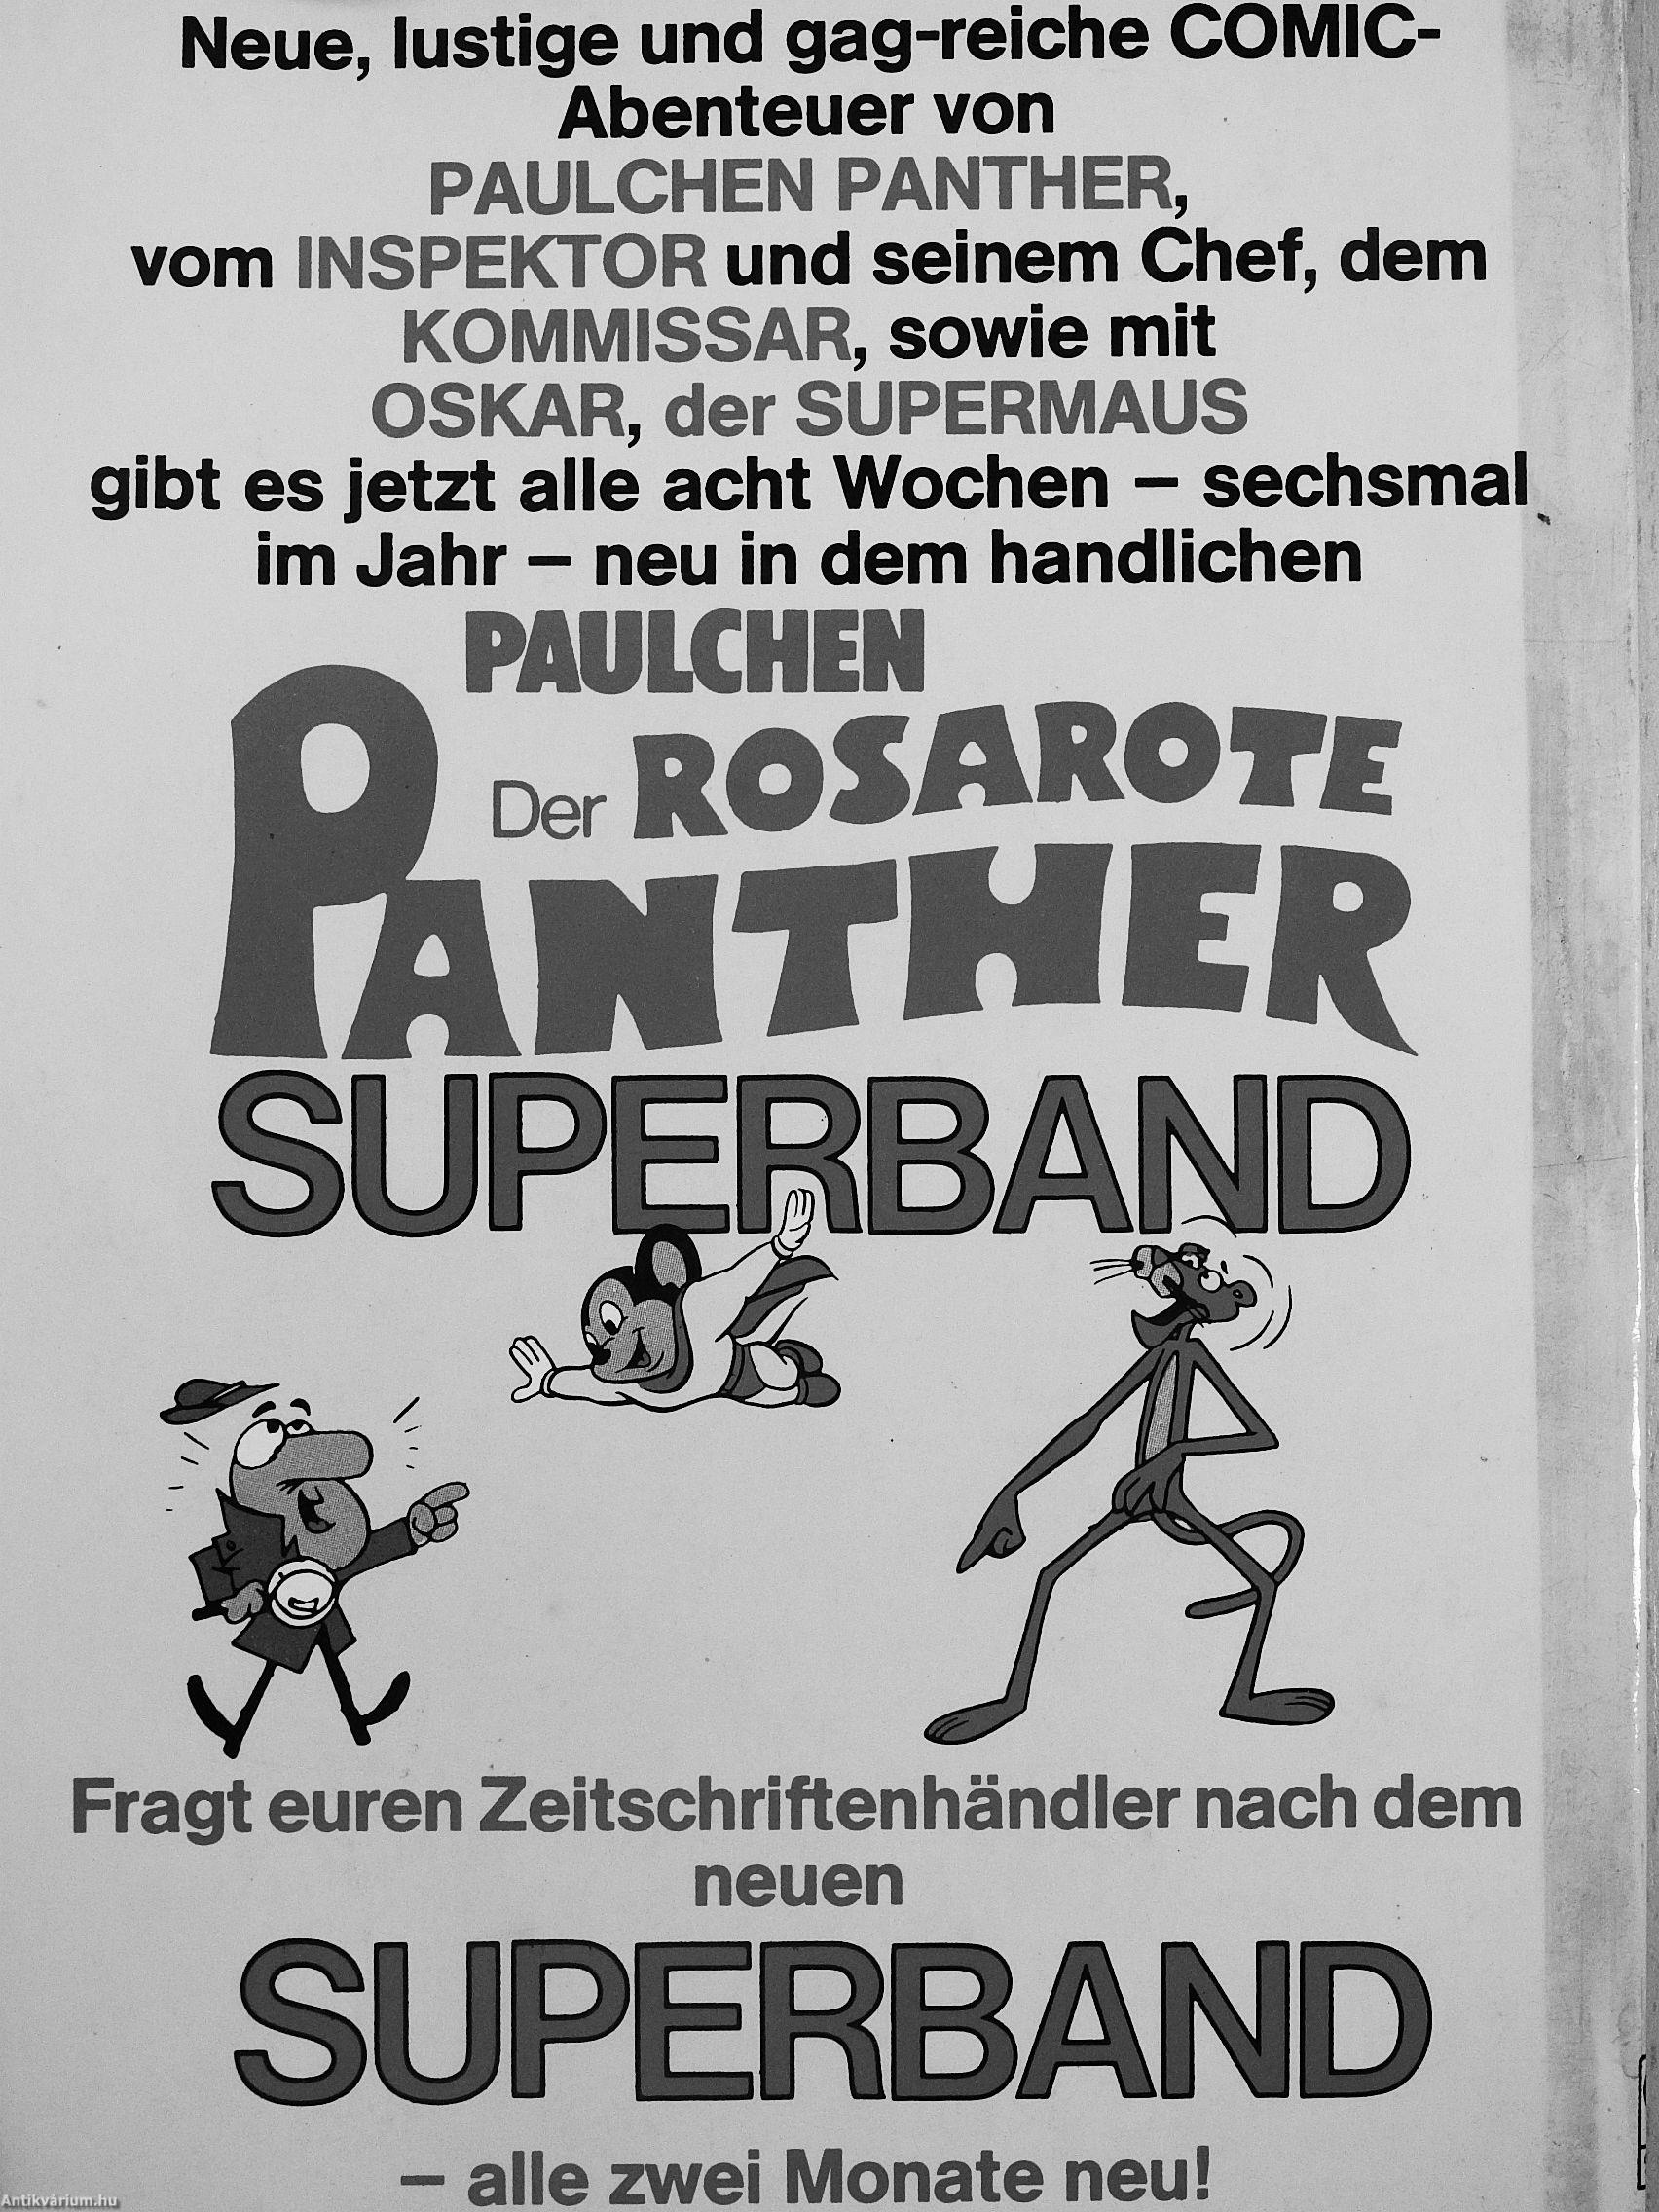 Neue, lustige und gag-reiche COMIC-
Abenteuer von
PAULCHEN PANTHER,
vom INSPEKTOR und seinem Chef, dem
KOMMISSAR, sowie mit
OSKAR, der SUPERMAUS
gibt es jetzt alle acht Wochen – sechsmal
im Jahr – neu in dem handlichen
PAULCHEN
Der ROSAROTE
PANTHER
SUPERBAND
Fragt euren Zeitschriftenhändler nach dem
neuen
SUPERBAND
– alle zwei Monate neu!
Antikvárium.hu